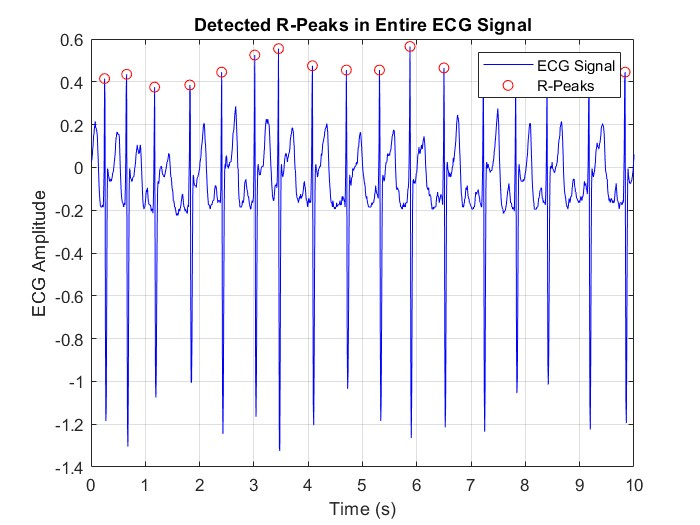 Detected R-Peaks in Entire ECG Signal
0.6
0.4
0.2
0
-0.2
-0.4
-0.6
-0.8
-1
-1.2
-1.4
ECG Amplitude
ECG Signal
R-Peaks
0 1 2 3 4 5 6 7 8 9 10
Time (s)